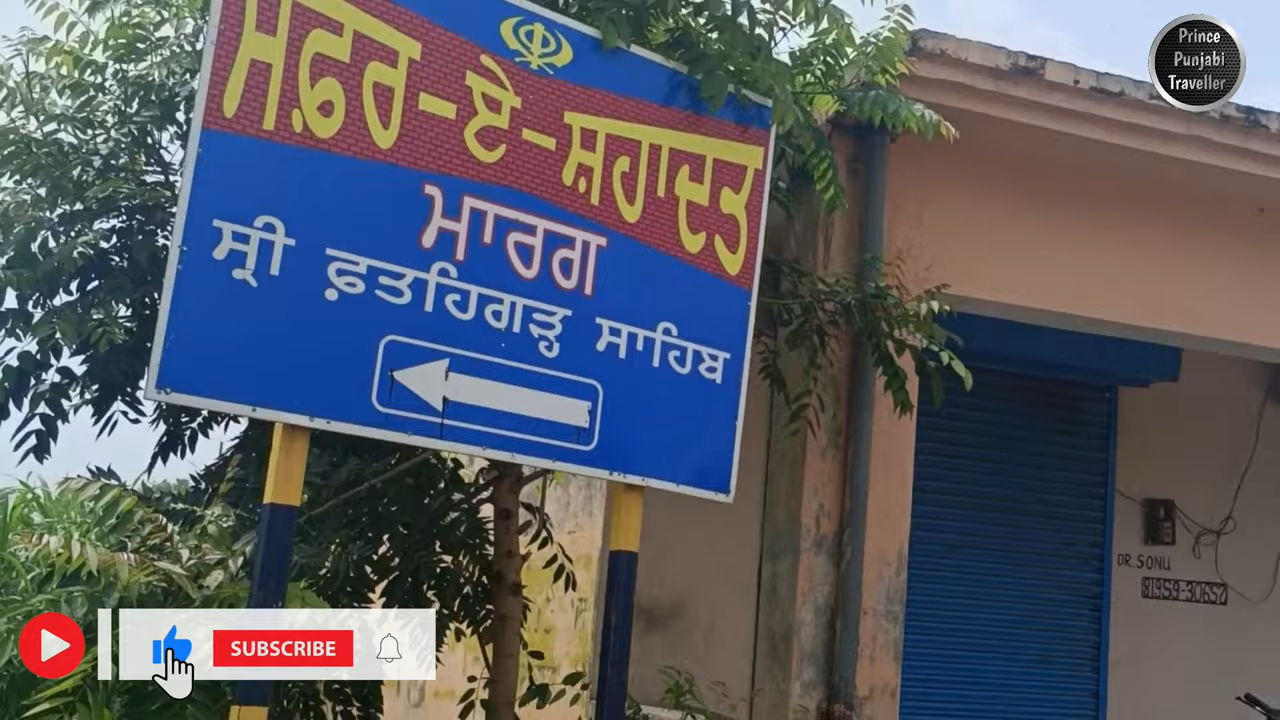 ਸਫ਼ਰ-ਏ-ਸ਼ਹਾਦਤ
ਮਾਰਗ
ਸ੍ਰੀ ਫ਼ਤਹਿਗੜ੍ਹ ਸਾਹਿਬ
Prince
Punjabi
Traveller
DR.SONU
81959-30657
SUBSCRIBE